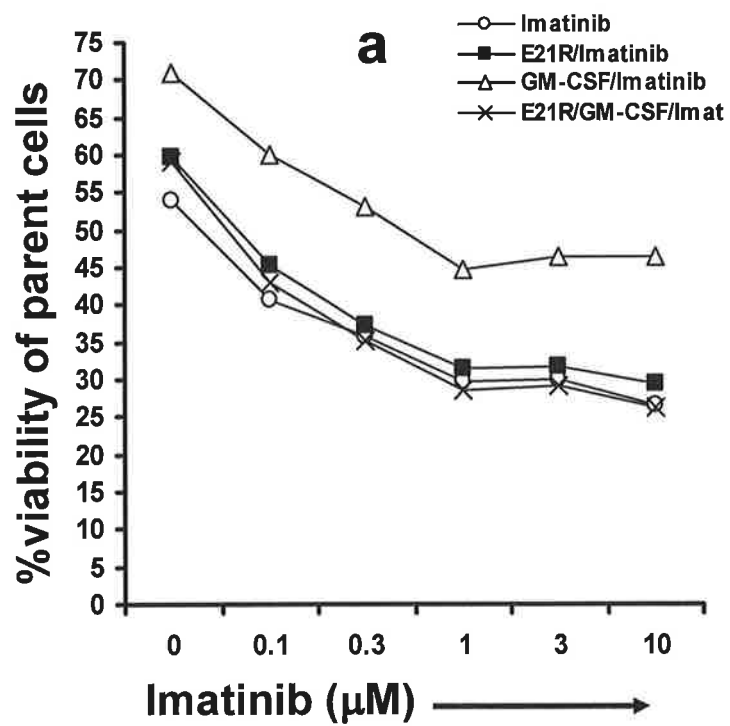 a
Imatinib
E21R/Imatinib
GM-CSF/Imatinib
E21R/GM-CSF/Imat
%viability of parent cells
75
70
65
60
55
50
45
40
35
30
25
20
15
10
5
0
0 0.1 0.3 1 3 10
Imatinib (μM)